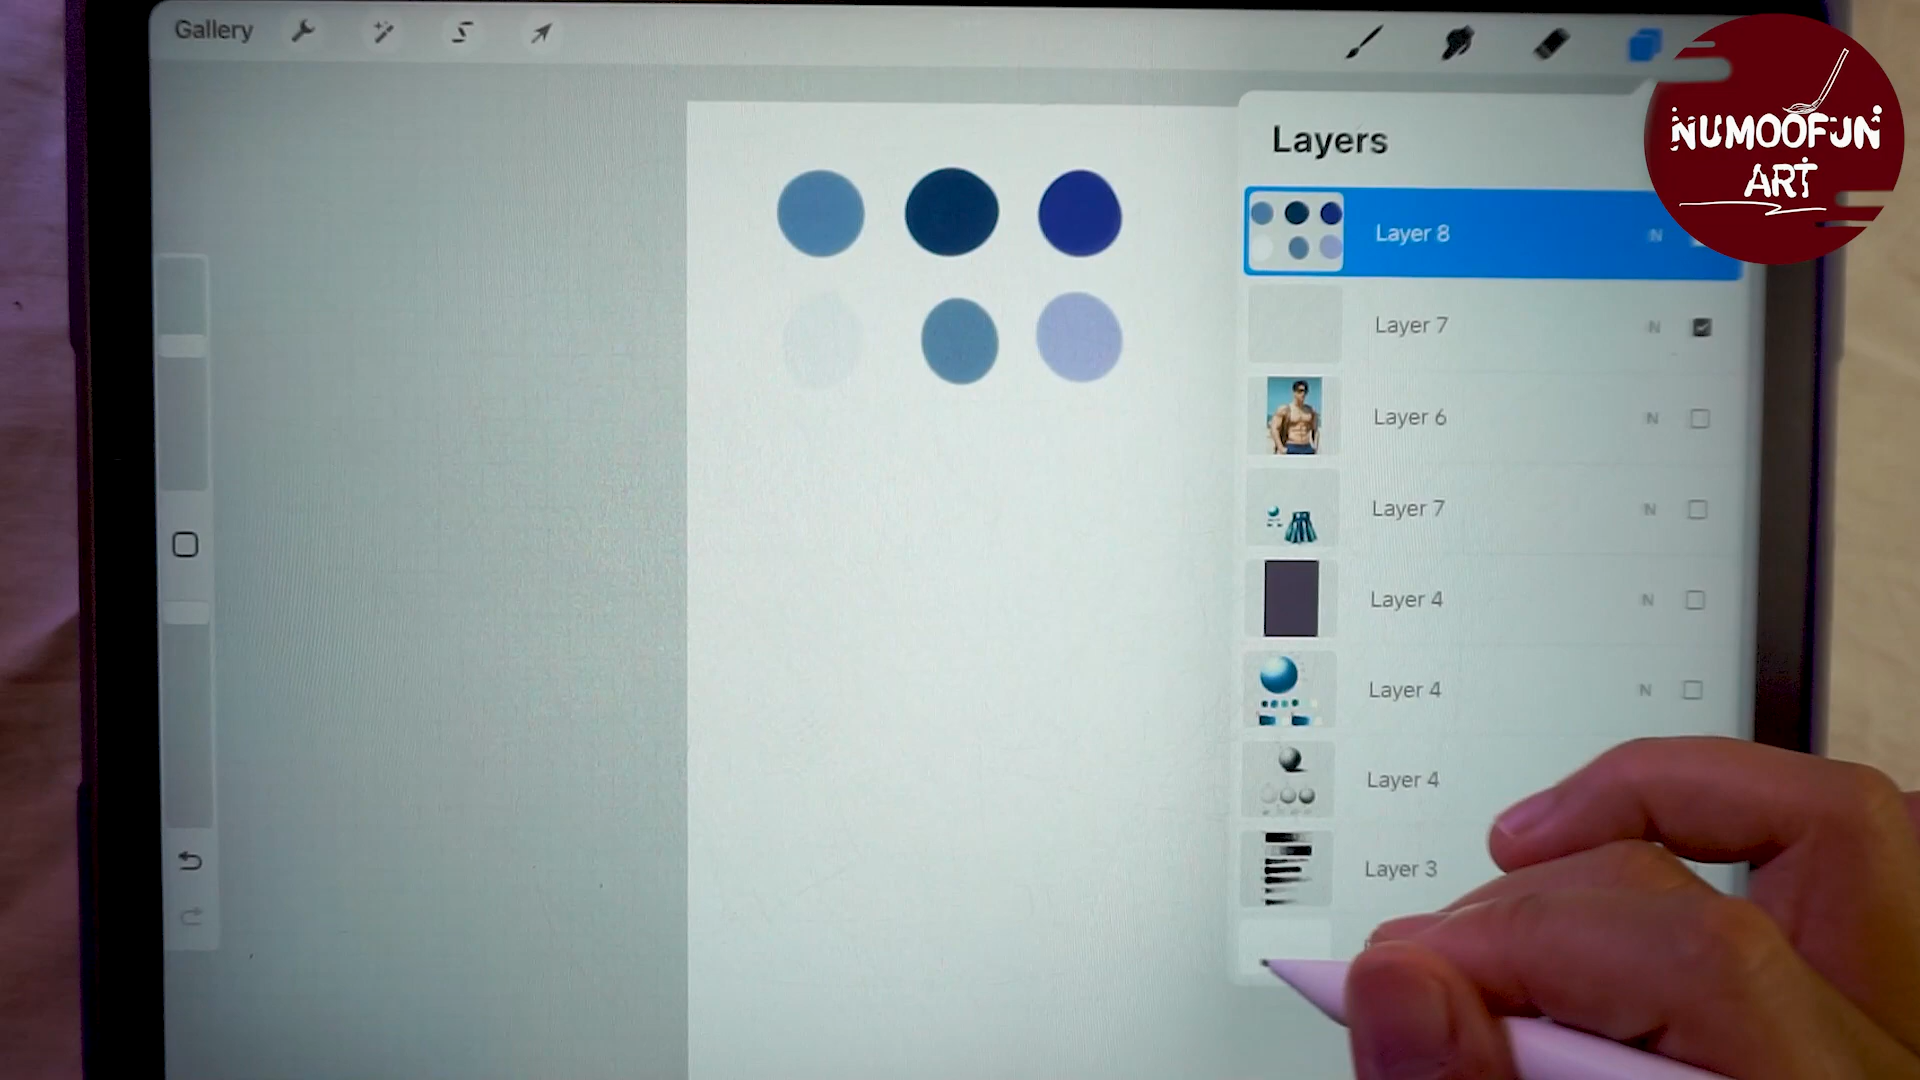 Gallery
NUMOOFUN
ART
Layers
Layer 8 N
Layer 7 N
Layer 6 N
Layer 7 N
Layer 4 N
Layer 4 N
Layer 4
Layer 3